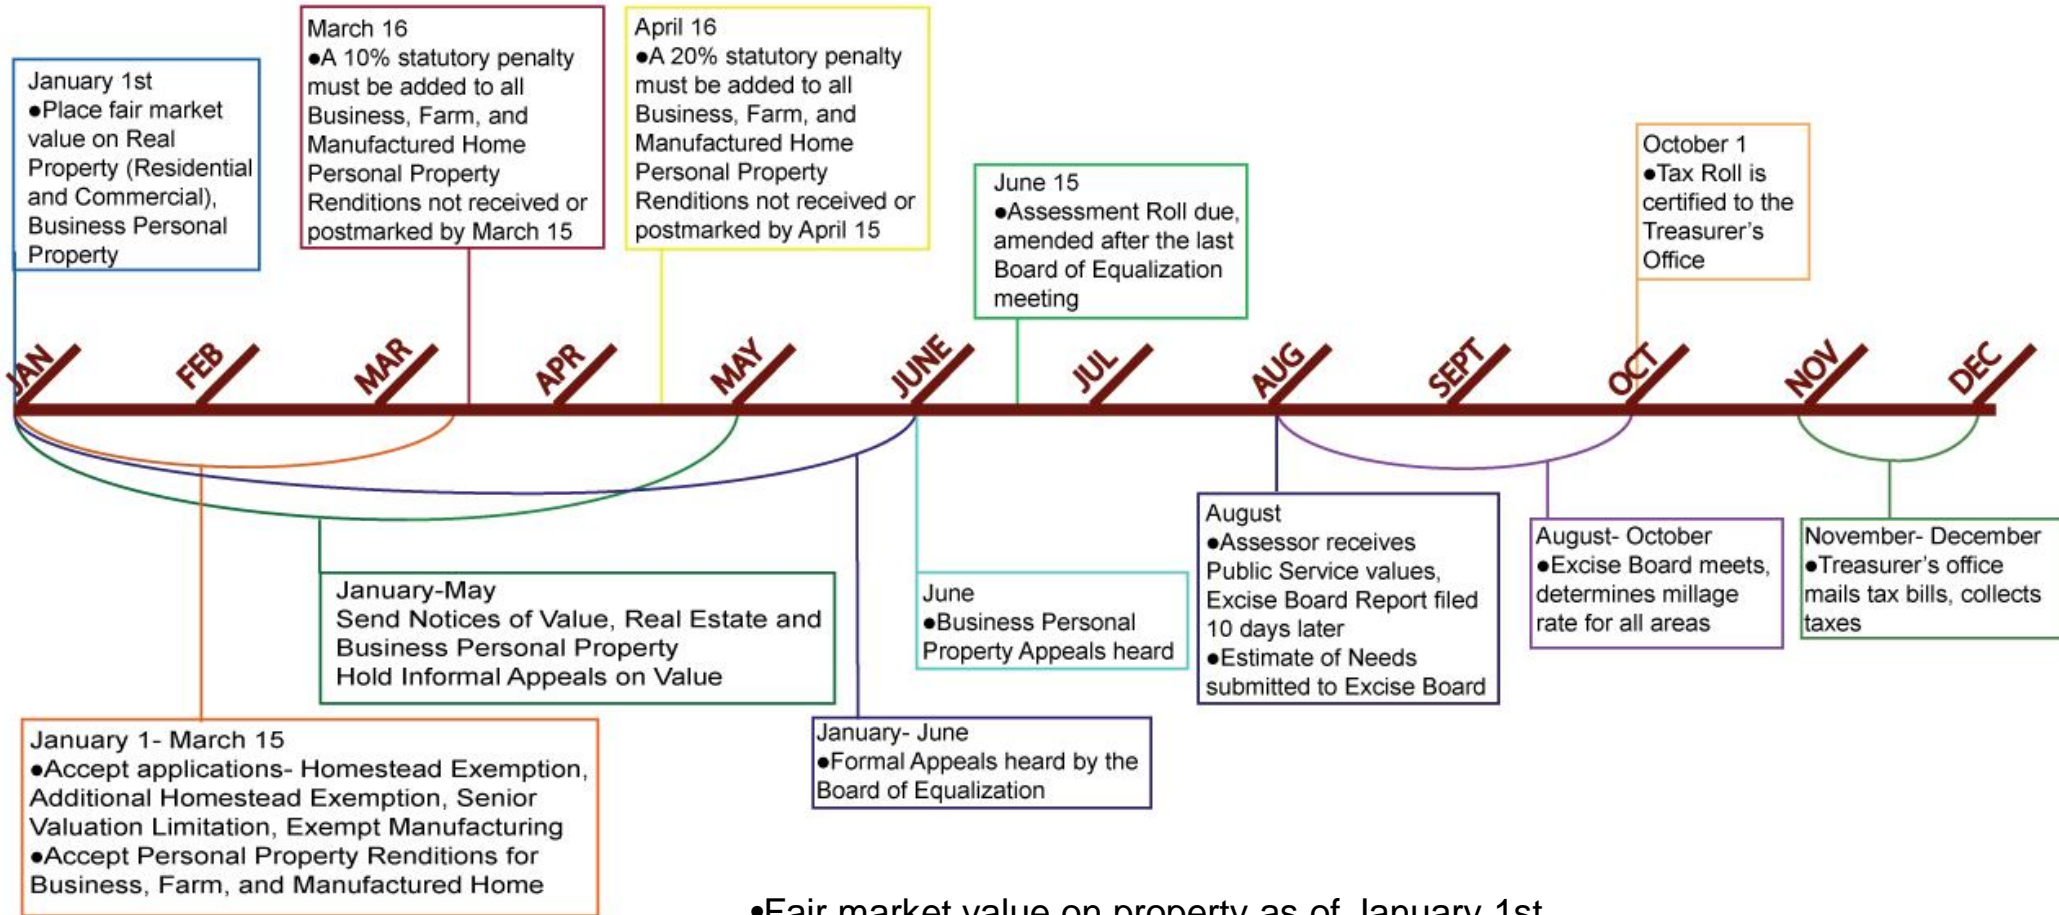 January 1st
●Place fair market
value on Real
Property (Residential
and Commercial),
Business Personal
Property
March 16
●A 10% statutory penalty
must be added to all
Business, Farm, and
Manufactured Home
Personal Property
Renditions not received or
postmarked by March 15
April 16
●A 20% statutory penalty
must be added to all
Business, Farm, and
Manufactured Home
Personal Property
Renditions not received or
postmarked by April 15
June 15
●Assessment Roll due,
amended after the last
Board of Equalization
meeting
October 1
●Tax Roll is
certified to the
Treasurer's
Office
JAN
FEB
MAR
APR
MAY
JUNE
JUL
AUG
SEPT
OCT
NOV
DEC
January 1- March 15
●Accept applications- Homestead Exemption,
Additional Homestead Exemption, Senior
Valuation Limitation, Exempt Manufacturing
●Accept Personal Property Renditions for
Business, Farm, and Manufactured Home
January-May
Send Notices of Value, Real Estate and
Business Personal Property
Hold Informal Appeals on Value
January- June
●Formal Appeals heard by the
Board of Equalization
June
●Business Personal
Property Appeals heard
August
●Assessor receives
Public Service values,
Excise Board Report filed
10 days later
●Estimate of Needs
submitted to Excise Board
August- October
●Excise Board meets,
determines millage
rate for all areas
November- December
●Treasurer's office
mails tax bills, collects
taxes
•Fair market value on property as of January 1st